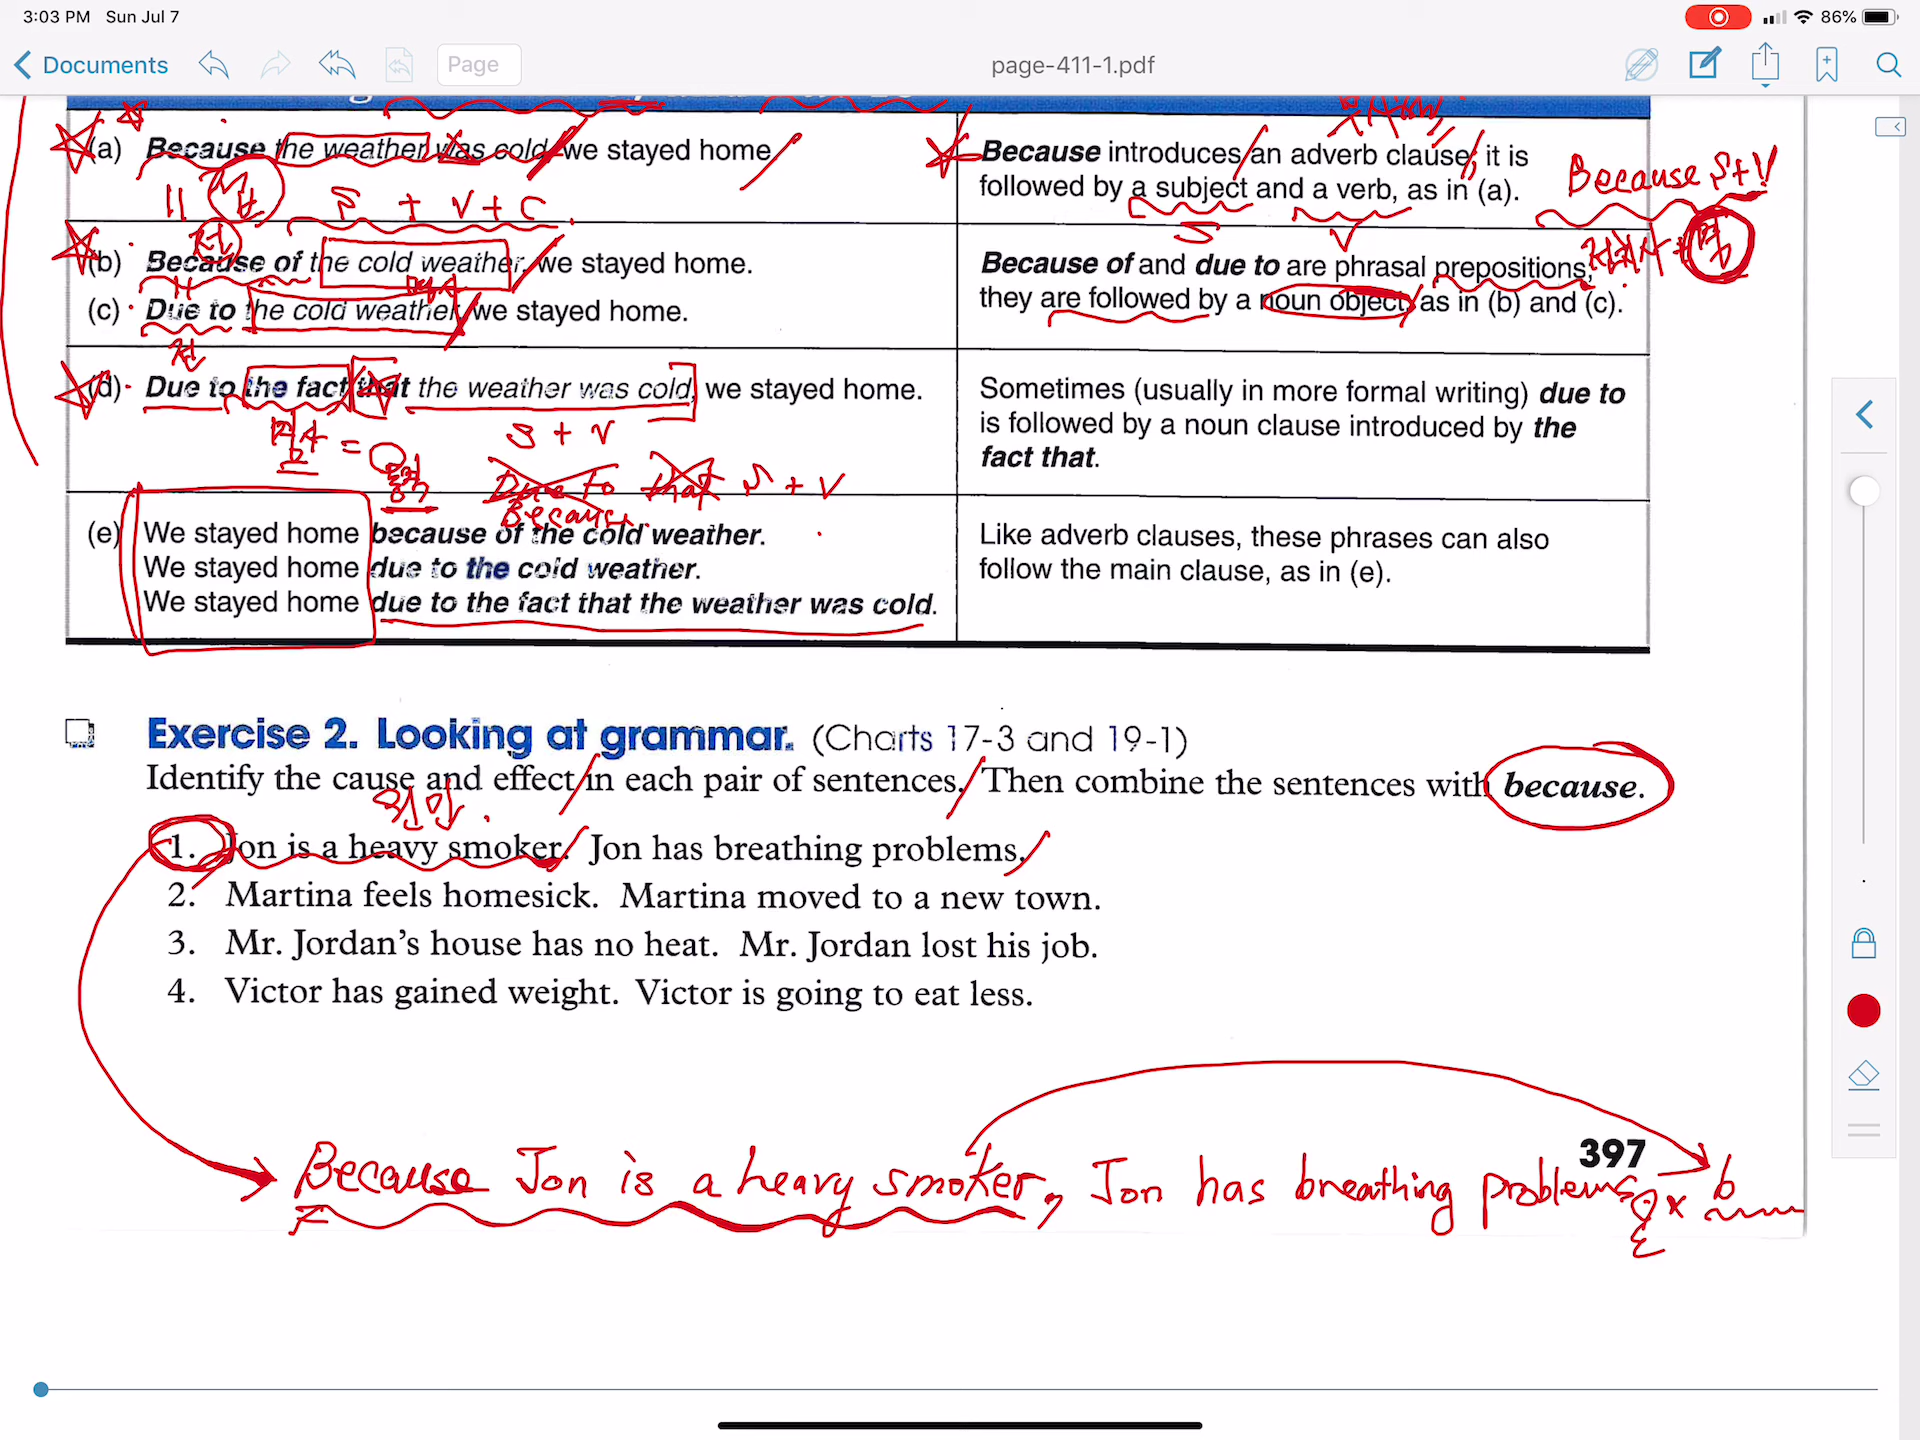 3:03 PM Sun Jul 7
86%
Documents
Page
page-411-1.pdf
(a) Because the weather was cold, we stayed home.
Because introduces an adverb clause; it is
followed by a subject and a verb, as in (a).
Because S+V
S + V + C
S V
(b) Because of the cold weather, we stayed home.
(c) Due to the cold weather, we stayed home.
Because of and due to are phrasal prepositions;
they are followed by a noun object, as in (b) and (c).
(d) Due to the fact that the weather was cold, we stayed home.
Sometimes (usually in more formal writing) due to
is followed by a noun clause introduced by the
fact that.
S + V
Due to that S + V
Because
(e) We stayed home because of the cold weather.
We stayed home due to the cold weather.
We stayed home due to the fact that the weather was cold.
Like adverb clauses, these phrases can also
follow the main clause, as in (e).
Exercise 2. Looking at grammar. (Charts 17-3 and 19-1)
Identify the cause and effect in each pair of sentences. Then combine the sentences with because.
원인
1. Jon is a heavy smoker. Jon has breathing problems.
2. Martina feels homesick. Martina moved to a new town.
3. Mr. Jordan's house has no heat. Mr. Jordan lost his job.
4. Victor has gained weight. Victor is going to eat less.
397
Because Jon is a heavy smoker, Jon has breathing problems
b